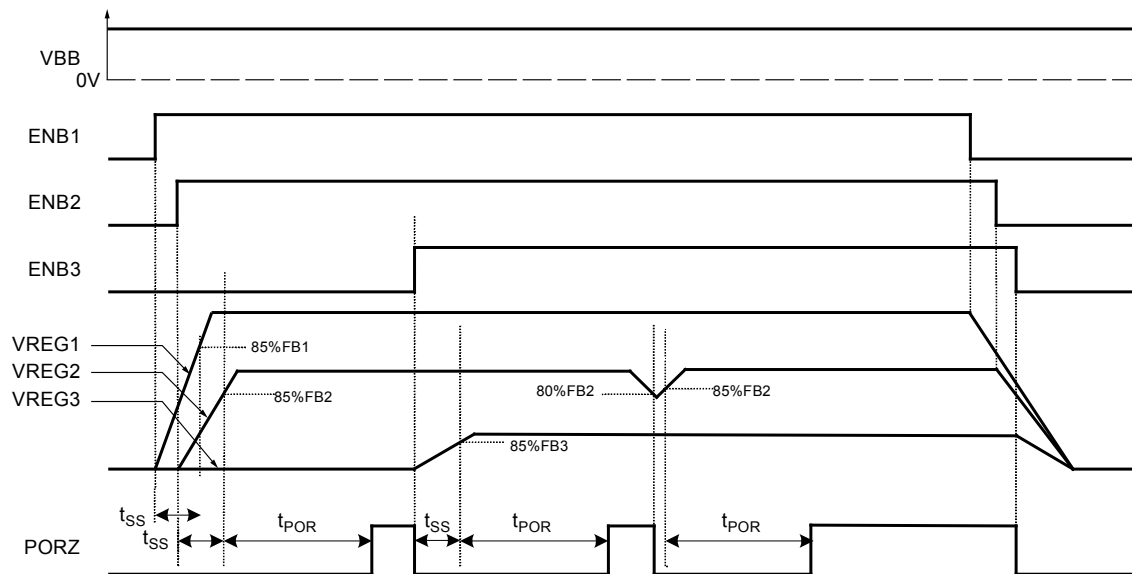 VBB
0V
ENB1
ENB2
ENB3
VREG1
85%FB1
VREG2
85%FB2
80%FB2
85%FB2
VREG3
85%FB3
tSS
tSS
tPOR
tSS
tPOR
tPOR
PORZ